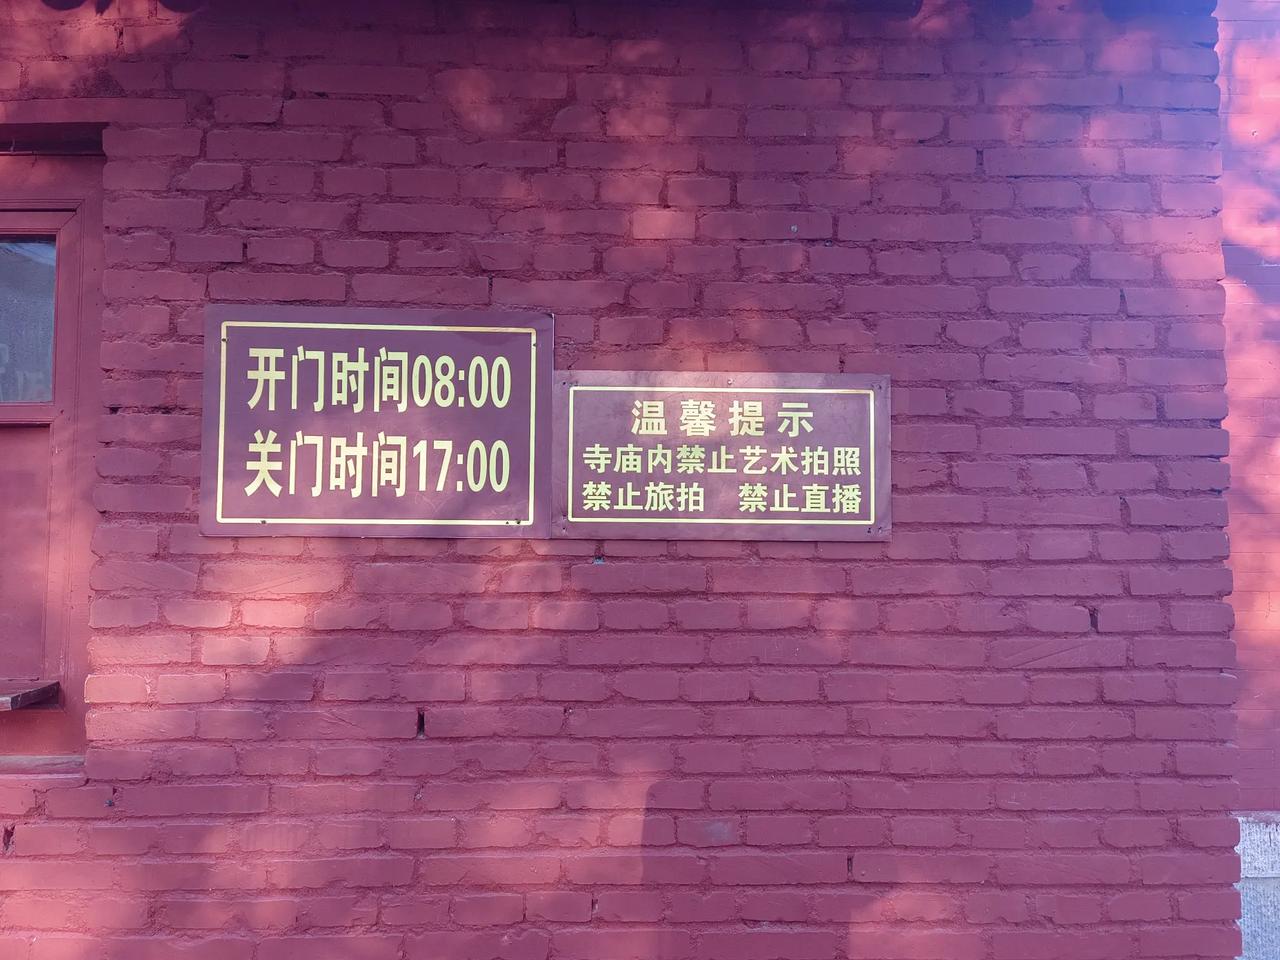 开门时间08:00
关门时间17:00
温馨提示
寺庙内禁止艺术拍照
禁止旅拍 禁止直播